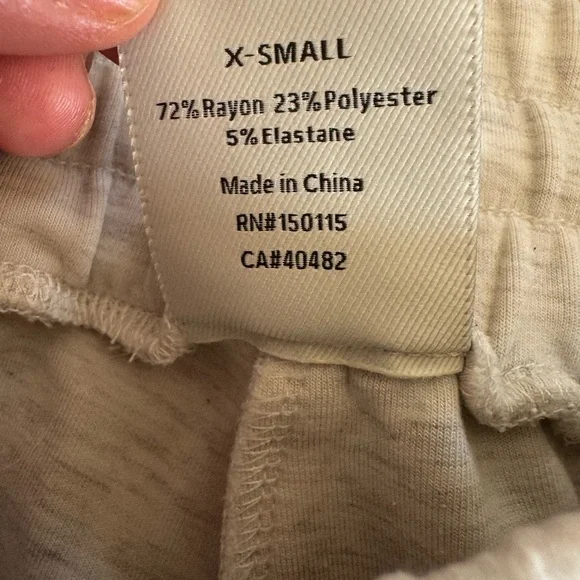 X-SMALL
72%Rayon 23%Polyester
5%Elastane
Made in China
RN#150115
CA#40482